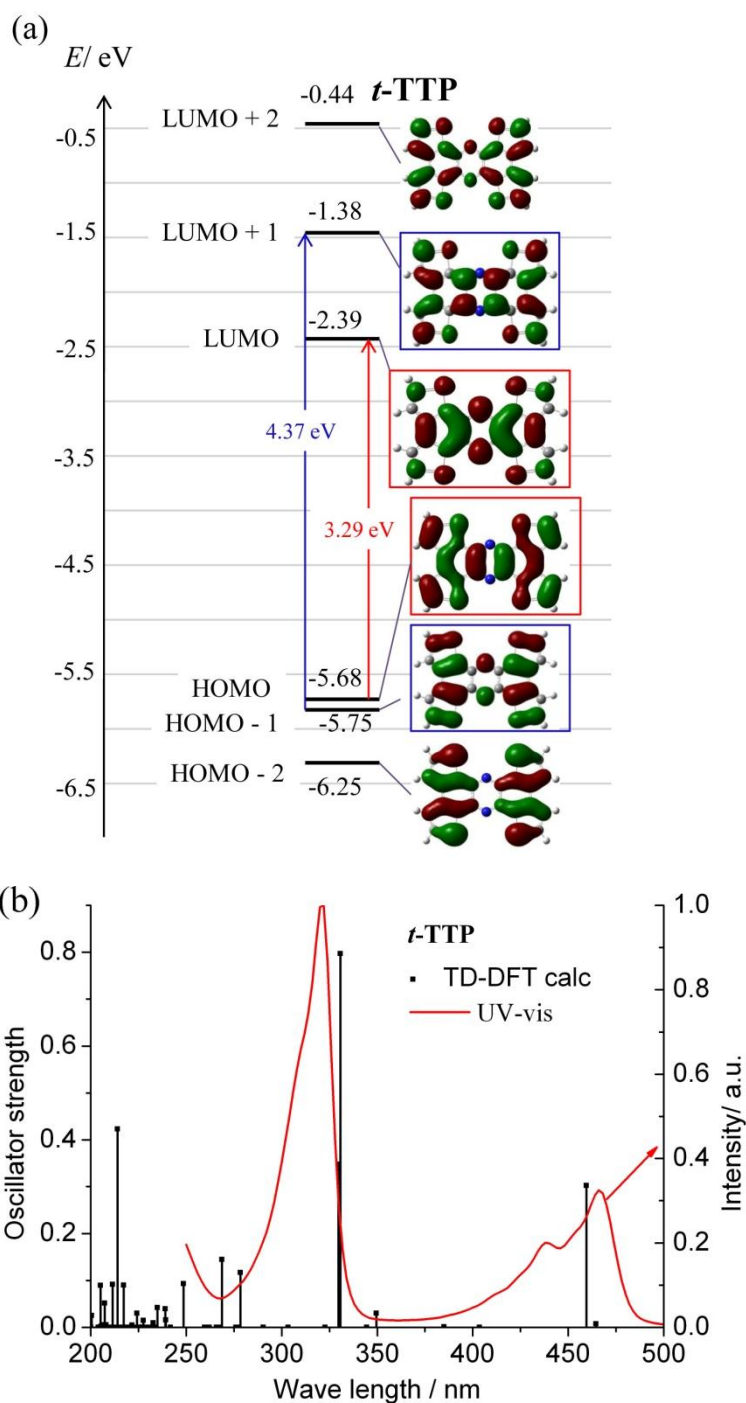 (a)
E/ eV
t-TTP
-0.44
LUMO + 2
-0.5
-1.38
LUMO + 1
-1.5
-2.39
LUMO
-2.5
4.37 eV
-3.5
3.29 eV
-4.5
-5.5
HOMO
-5.68
HOMO - 1
-5.75
HOMO - 2
-6.25
-6.5
(b)
t-TTP
TD-DFT calc
UV-vis
Oscillator strength
0.8
0.6
0.4
0.2
0.0
Intensity/ a.u.
1.0
0.8
0.6
0.4
0.2
0.0
200 250 300 350 400 450 500
Wave length / nm